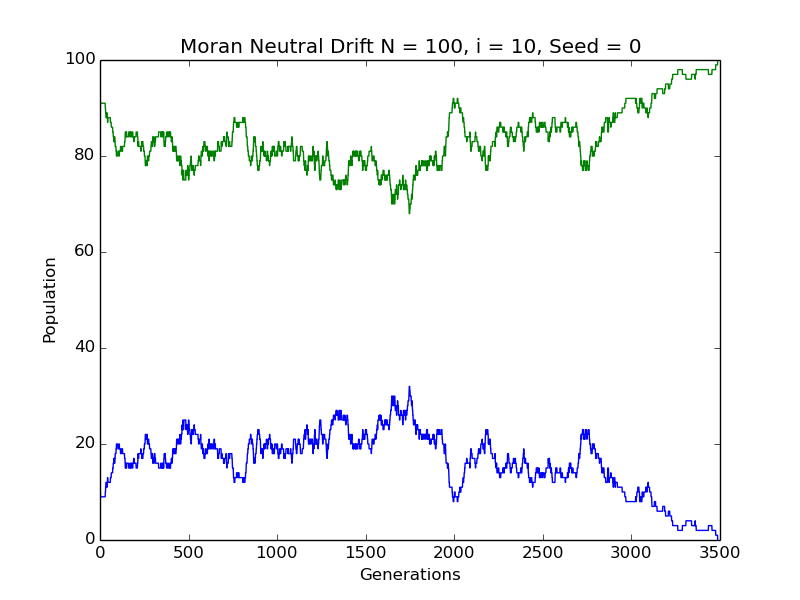 Moran Neutral Drift N = 100, i = 10, Seed = 0
100
80
60
40
20
0
Population
0 500 1000 1500 2000 2500 3000 3500
Generations